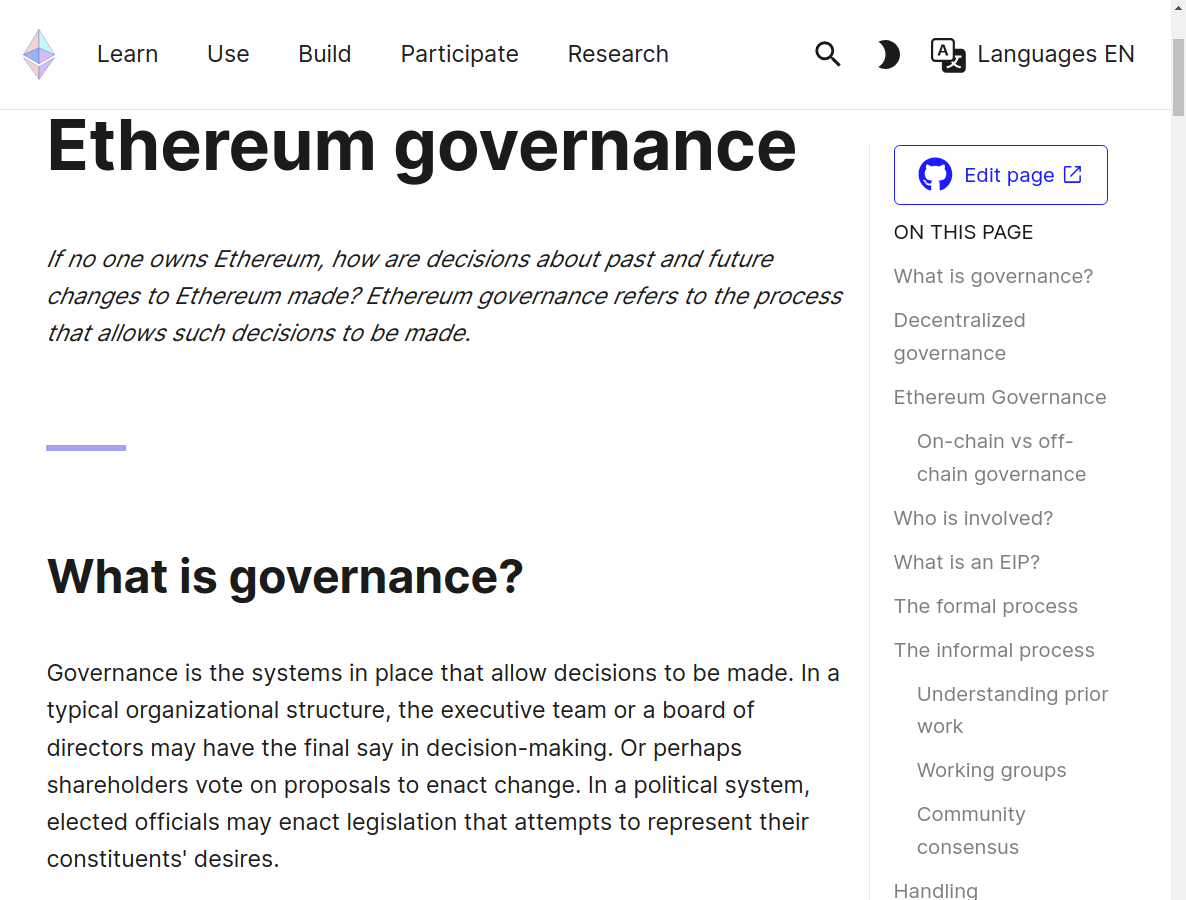 Learn Use Build Participate Research Languages EN
Ethereum governance
If no one owns Ethereum, how are decisions about past and future
changes to Ethereum made? Ethereum governance refers to the process
that allows such decisions to be made.
What is governance?
Governance is the systems in place that allow decisions to be made. In a
typical organizational structure, the executive team or a board of
directors may have the final say in decision-making. Or perhaps
shareholders vote on proposals to enact change. In a political system,
elected officials may enact legislation that attempts to represent their
constituents' desires.
Edit page
ON THIS PAGE
What is governance?
Decentralized
governance
Ethereum Governance
On-chain vs off-
chain governance
Who is involved?
What is an EIP?
The formal process
The informal process
Understanding prior
work
Working groups
Community
consensus
Handling